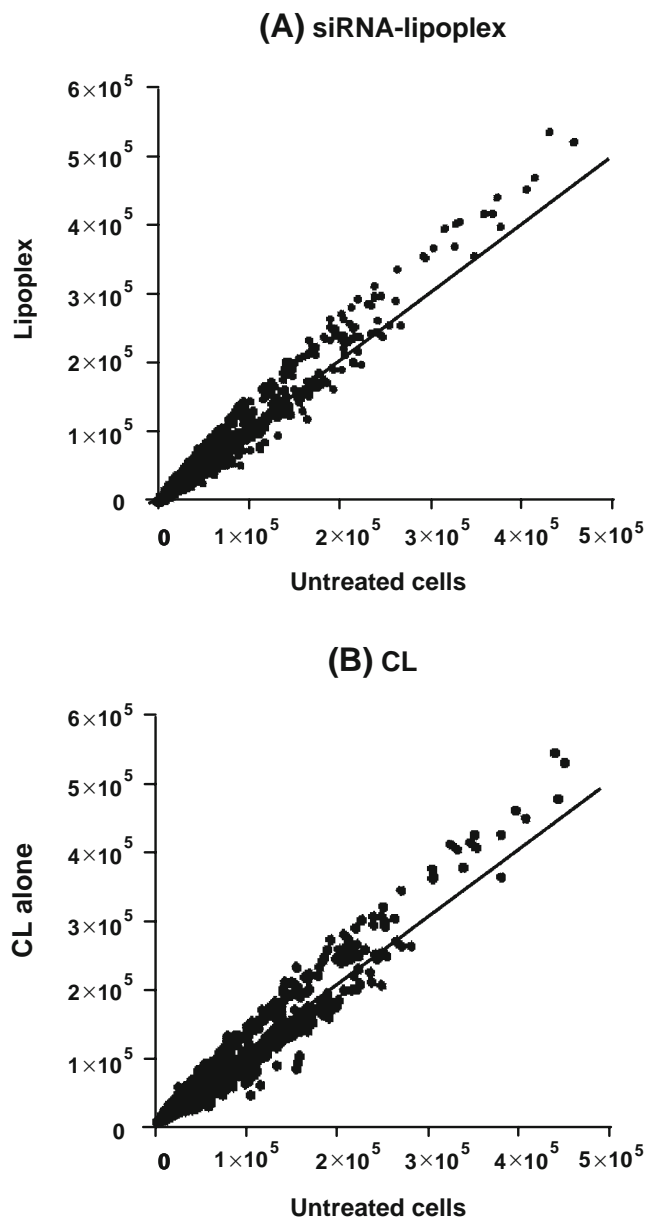 (A) siRNA-lipoplex
6×10⁵
5×10⁵
4×10⁵
3×10⁵
2×10⁵
1×10⁵
0
Lipoplex
0 1×10⁵ 2×10⁵ 3×10⁵ 4×10⁵ 5×10⁵
Untreated cells
(B) CL
6×10⁵
5×10⁵
4×10⁵
3×10⁵
2×10⁵
1×10⁵
0
CL alone
0 1×10⁵ 2×10⁵ 3×10⁵ 4×10⁵ 5×10⁵
Untreated cells